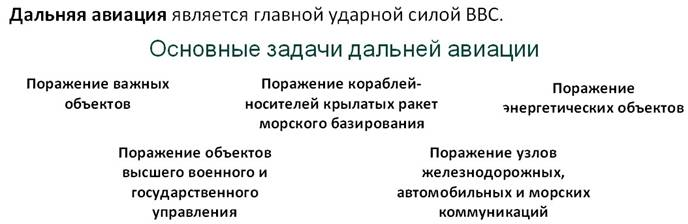 Дальняя авиация является главной ударной силой ВВС.
Основные задачи дальней авиации
Поражение важных
объектов
Поражение кораблей-
носителей крылатых ракет
морского базирования
Поражение
энергетических объектов
Поражение объектов
высшего военного и
государственного
управления
Поражение узлов
железнодорожных,
автомобильных и морских
коммуникаций